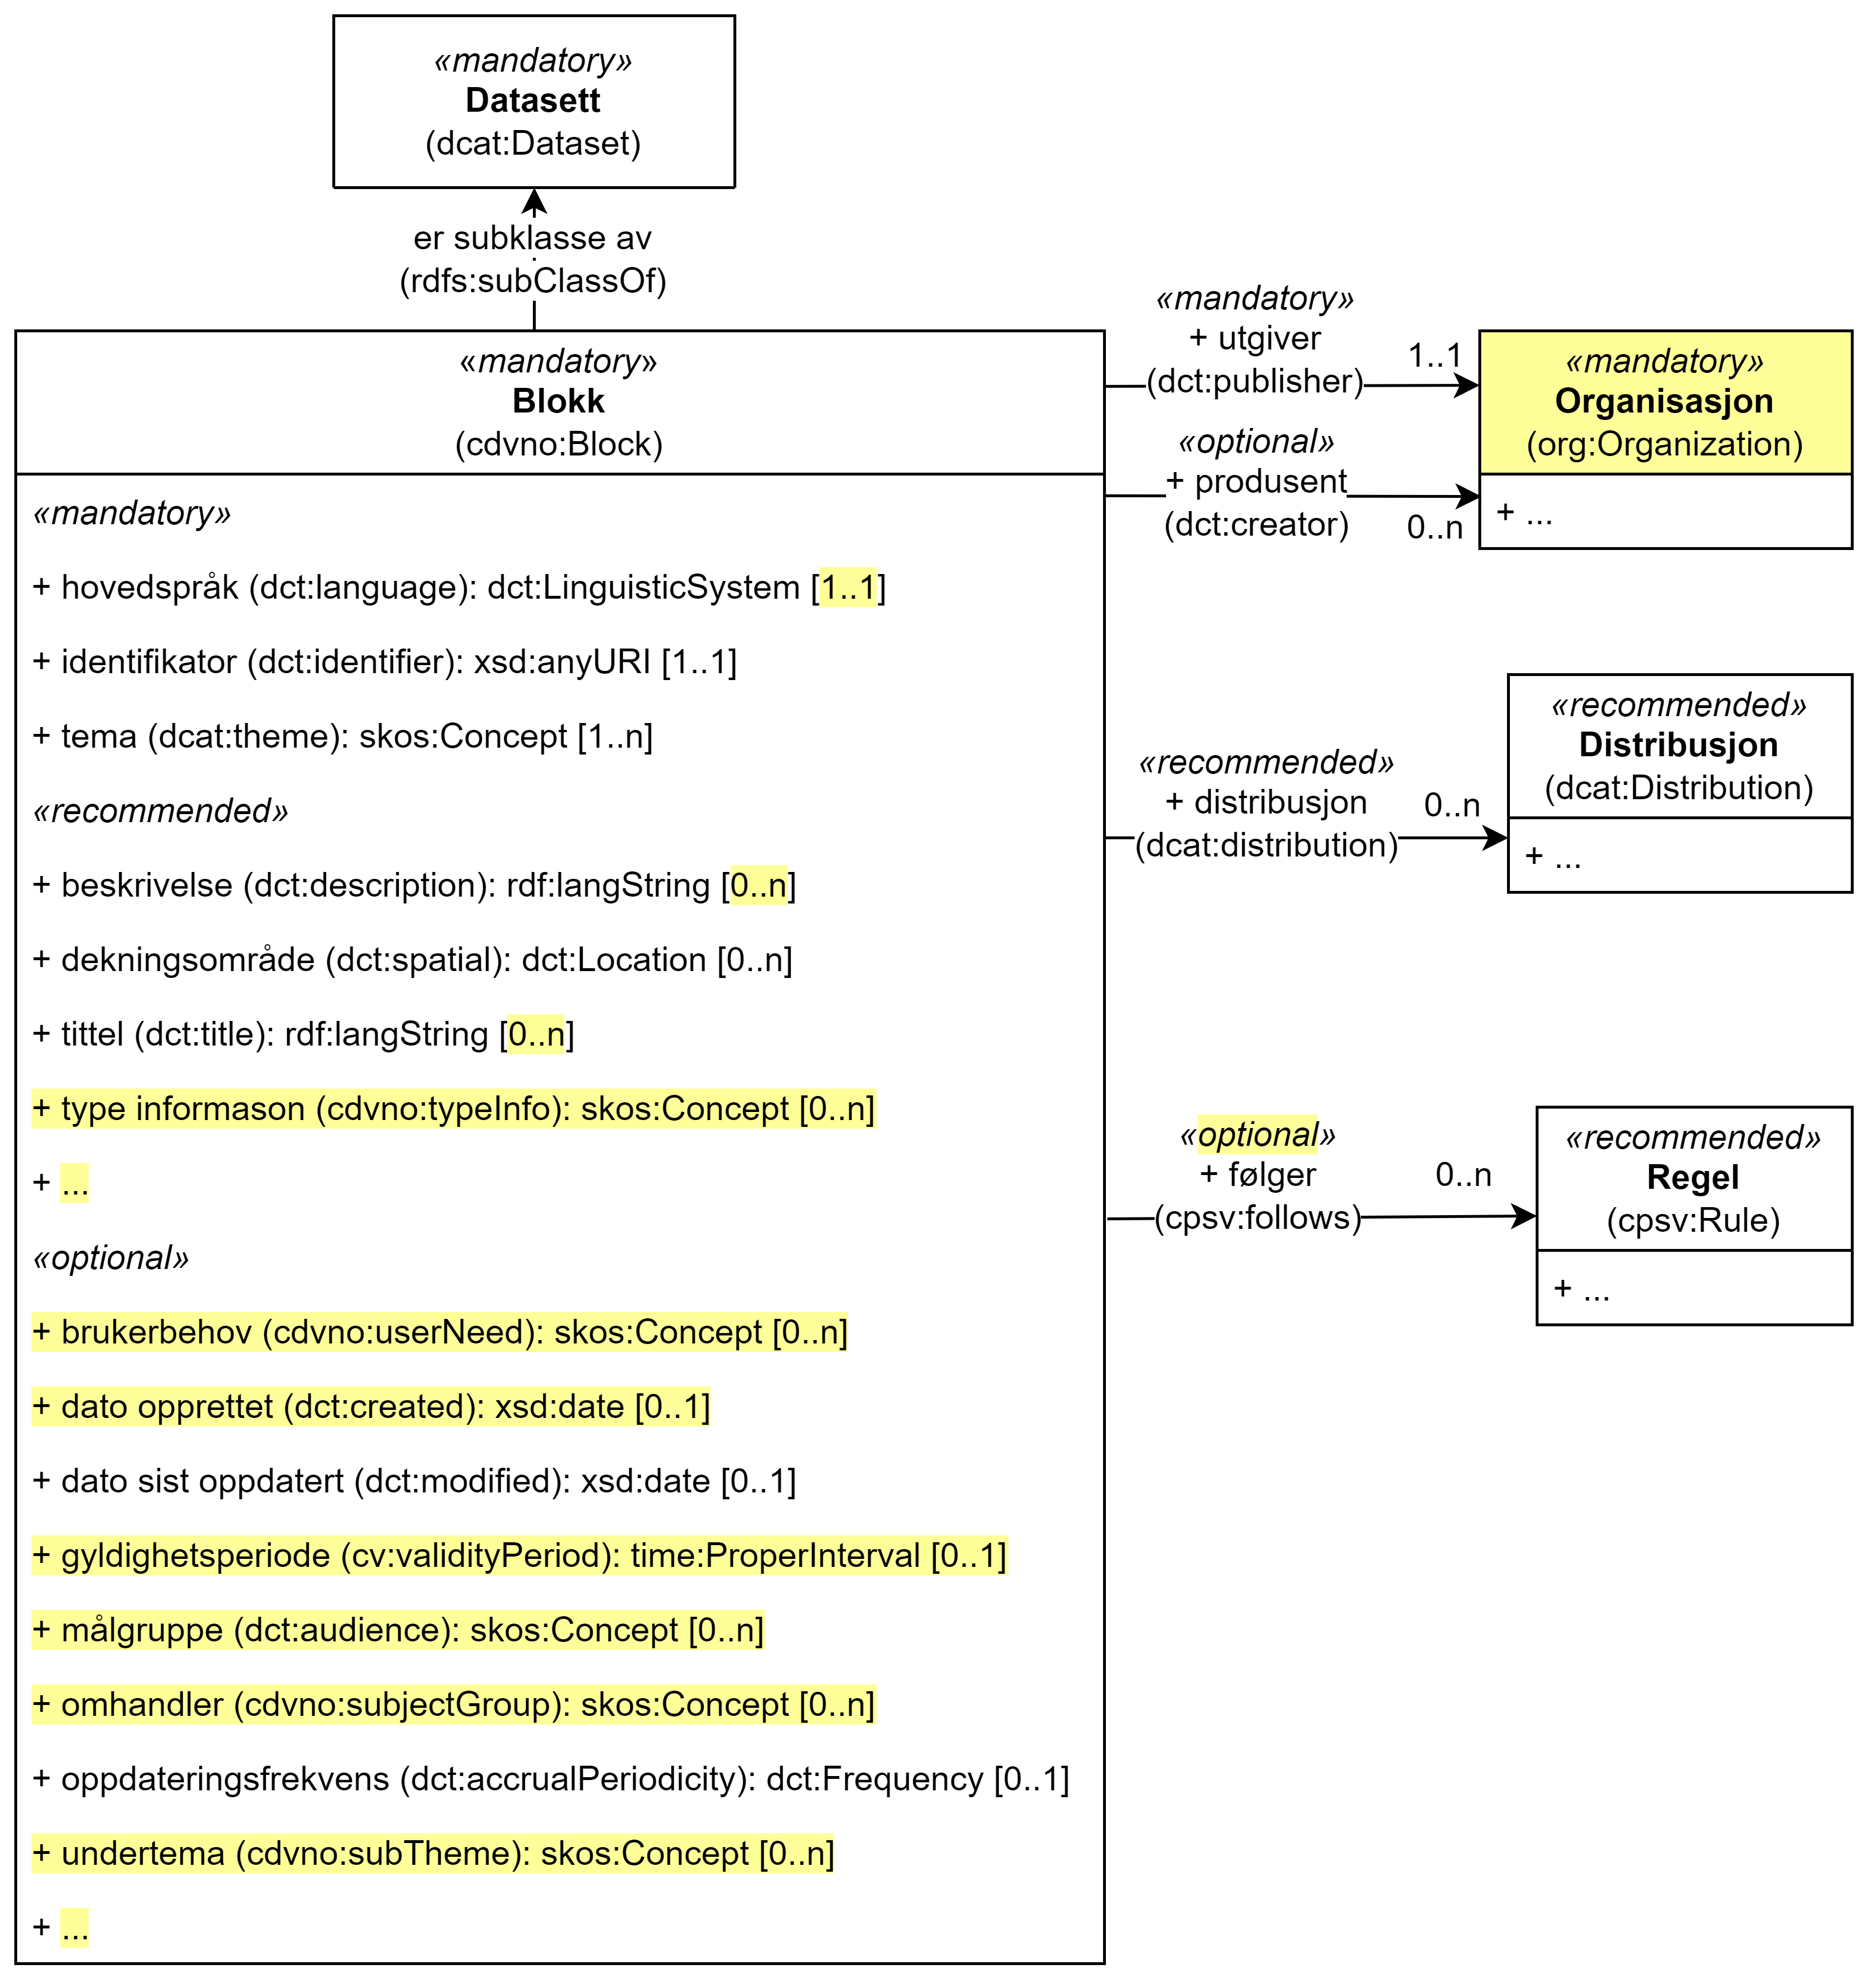 «mandatory»
Datasett
(dcat:Dataset)
er subklasse av
(rdfs:subClassOf)
«mandatory»
Blokk
(cdvno:Block)
«mandatory»
+ hovedspråk (dct:language): dct:LinguisticSystem [1..1]
+ identifikator (dct:identifier): xsd:anyURI [1..1]
+ tema (dcat:theme): skos:Concept [1..n]
«recommended»
+ beskrivelse (dct:description): rdf:langString [0..n]
+ dekningsområde (dct:spatial): dct:Location [0..n]
+ tittel (dct:title): rdf:langString [0..n]
+ type informason (cdvno:typeInfo): skos:Concept [0..n]
+ ...
«optional»
+ brukerbehov (cdvno:userNeed): skos:Concept [0..n]
+ dato opprettet (dct:created): xsd:date [0..1]
+ dato sist oppdatert (dct:modified): xsd:date [0..1]
+ gyldighetsperiode (cv:validityPeriod): time:ProperInterval [0..1]
+ målgruppe (dct:audience): skos:Concept [0..n]
+ omhandler (cdvno:subjectGroup): skos:Concept [0..n]
+ oppdateringsfrekvens (dct:accrualPeriodicity): dct:Frequency [0..1]
+ undertema (cdvno:subTheme): skos:Concept [0..n]
+ ...
«mandatory»
+ utgiver
(dct:publisher)
1..1
«optional»
+ produsent
(dct:creator)
0..n
«mandatory»
Organisasjon
(org:Organization)
+ ...
«recommended»
+ distribusjon
(dcat:distribution)
0..n
«recommended»
Distribusjon
(dcat:Distribution)
+ ...
«optional»
+ følger
(cpsv:follows)
0..n
«recommended»
Regel
(cpsv:Rule)
+ ...